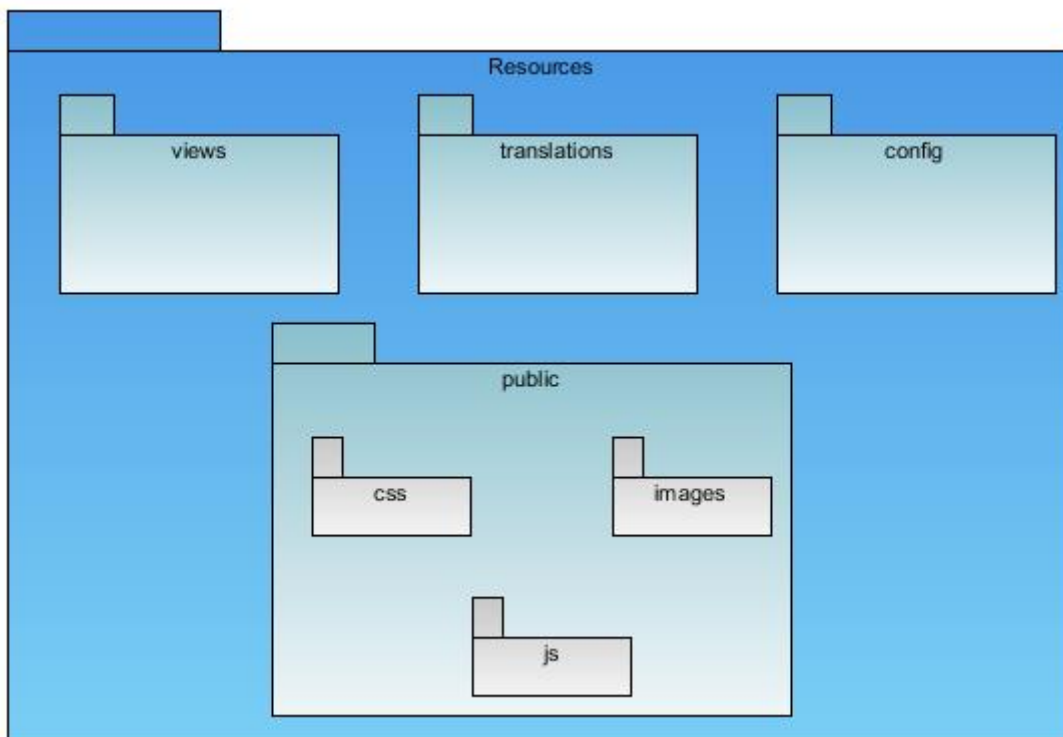 Resources
views
translations
config
public
css
images
js